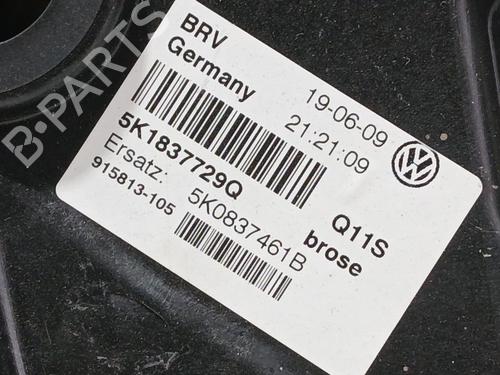 BRV
Germany
19-06-09
21:21:09
5K1837729Q
Ersatz:
5K0837461B
915813-105
Q11S
brose
B-PARTS